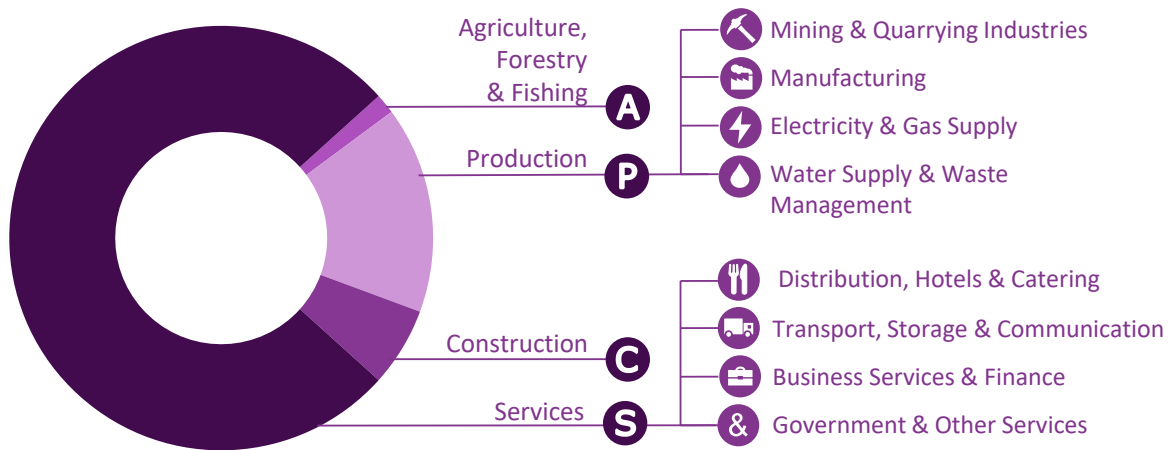 Agriculture,
Forestry
& Fishing
A
Production
P
Mining & Quarrying Industries
Manufacturing
Electricity & Gas Supply
Water Supply & Waste
Management
Construction
C
Services
S
Distribution, Hotels & Catering
Transport, Storage & Communication
Business Services & Finance
& Government & Other Services